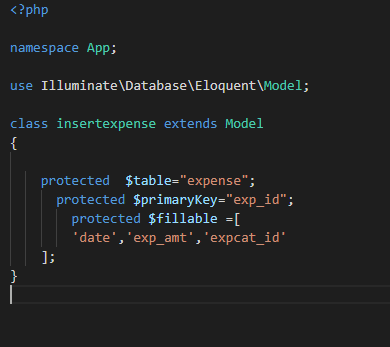 <?php
namespace App;
use Illuminate\Database\Eloquent\Model;
class insertexpense extends Model
{
protected  $table="expense";
protected $primaryKey="exp_id";
protected $fillable =[
'date','exp_amt','expcat_id'
];
}